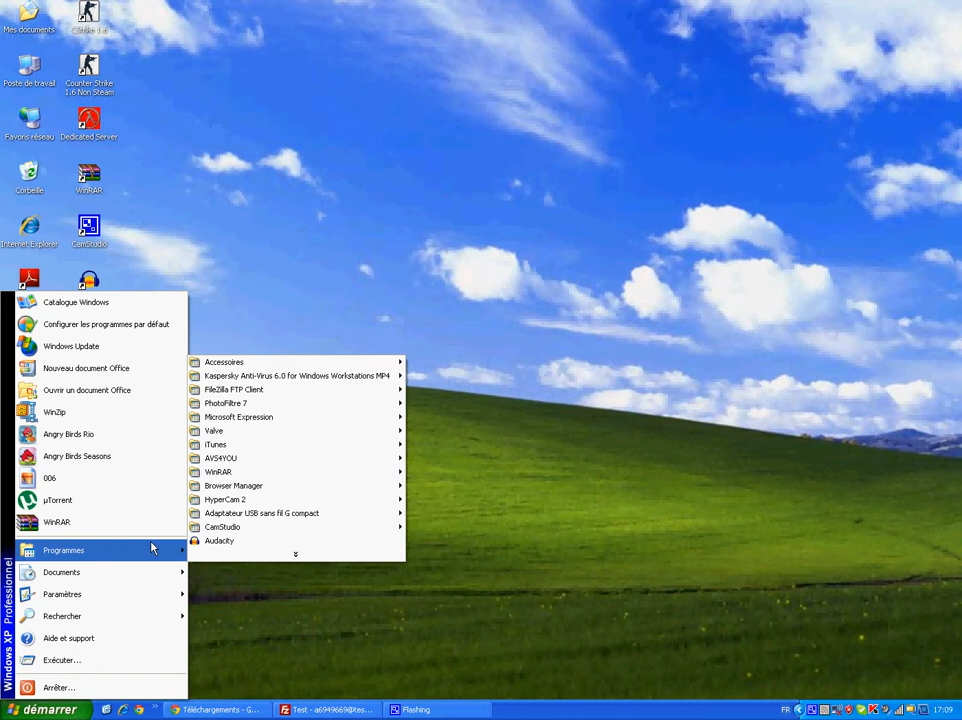 Mes documents
CStrike 1.6
Poste de travail
Counter Strike
1.6 Non Steam
Favoris réseau
Dedicated Server
Corbeille
WinRAR
Internet Explorer
CamStudio
Catalogue Windows
Configurer les programmes par défaut
Windows Update
Nouveau document Office
Ouvrir un document Office
WinZip
Angry Birds Rio
Angry Birds Seasons
006
µTorrent
WinRAR
Programmes
Documents
Paramètres
Rechercher
Aide et support
Exécuter...
Arrêter...
Windows XP Professionnel
Accessoires
Kaspersky Anti-Virus 6.0 for Windows Workstations MP4
FileZilla FTP Client
PhotoFiltre 7
Microsoft Expression
Valve
iTunes
AVS4YOU
WinRAR
Browser Manager
HyperCam 2
Adaptateur USB sans fil G compact
CamStudio
Audacity
démarrer
Téléchargements - G...
Test - a6949669@tes...
Flashing
FR
17:09